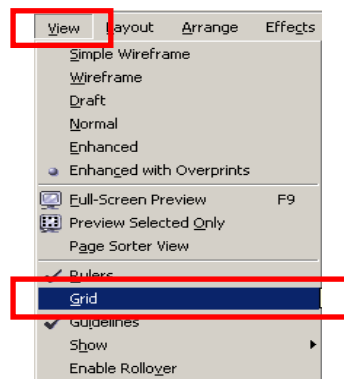 View Layout Arrange Effects
Simple Wireframe
Wireframe
Draft
Normal
Enhanced
Enhanced with Overprints
Full-Screen Preview F9
Preview Selected Only
Page Sorter View
Rulers
Grid
Guidelines
Show
Enable Rollover